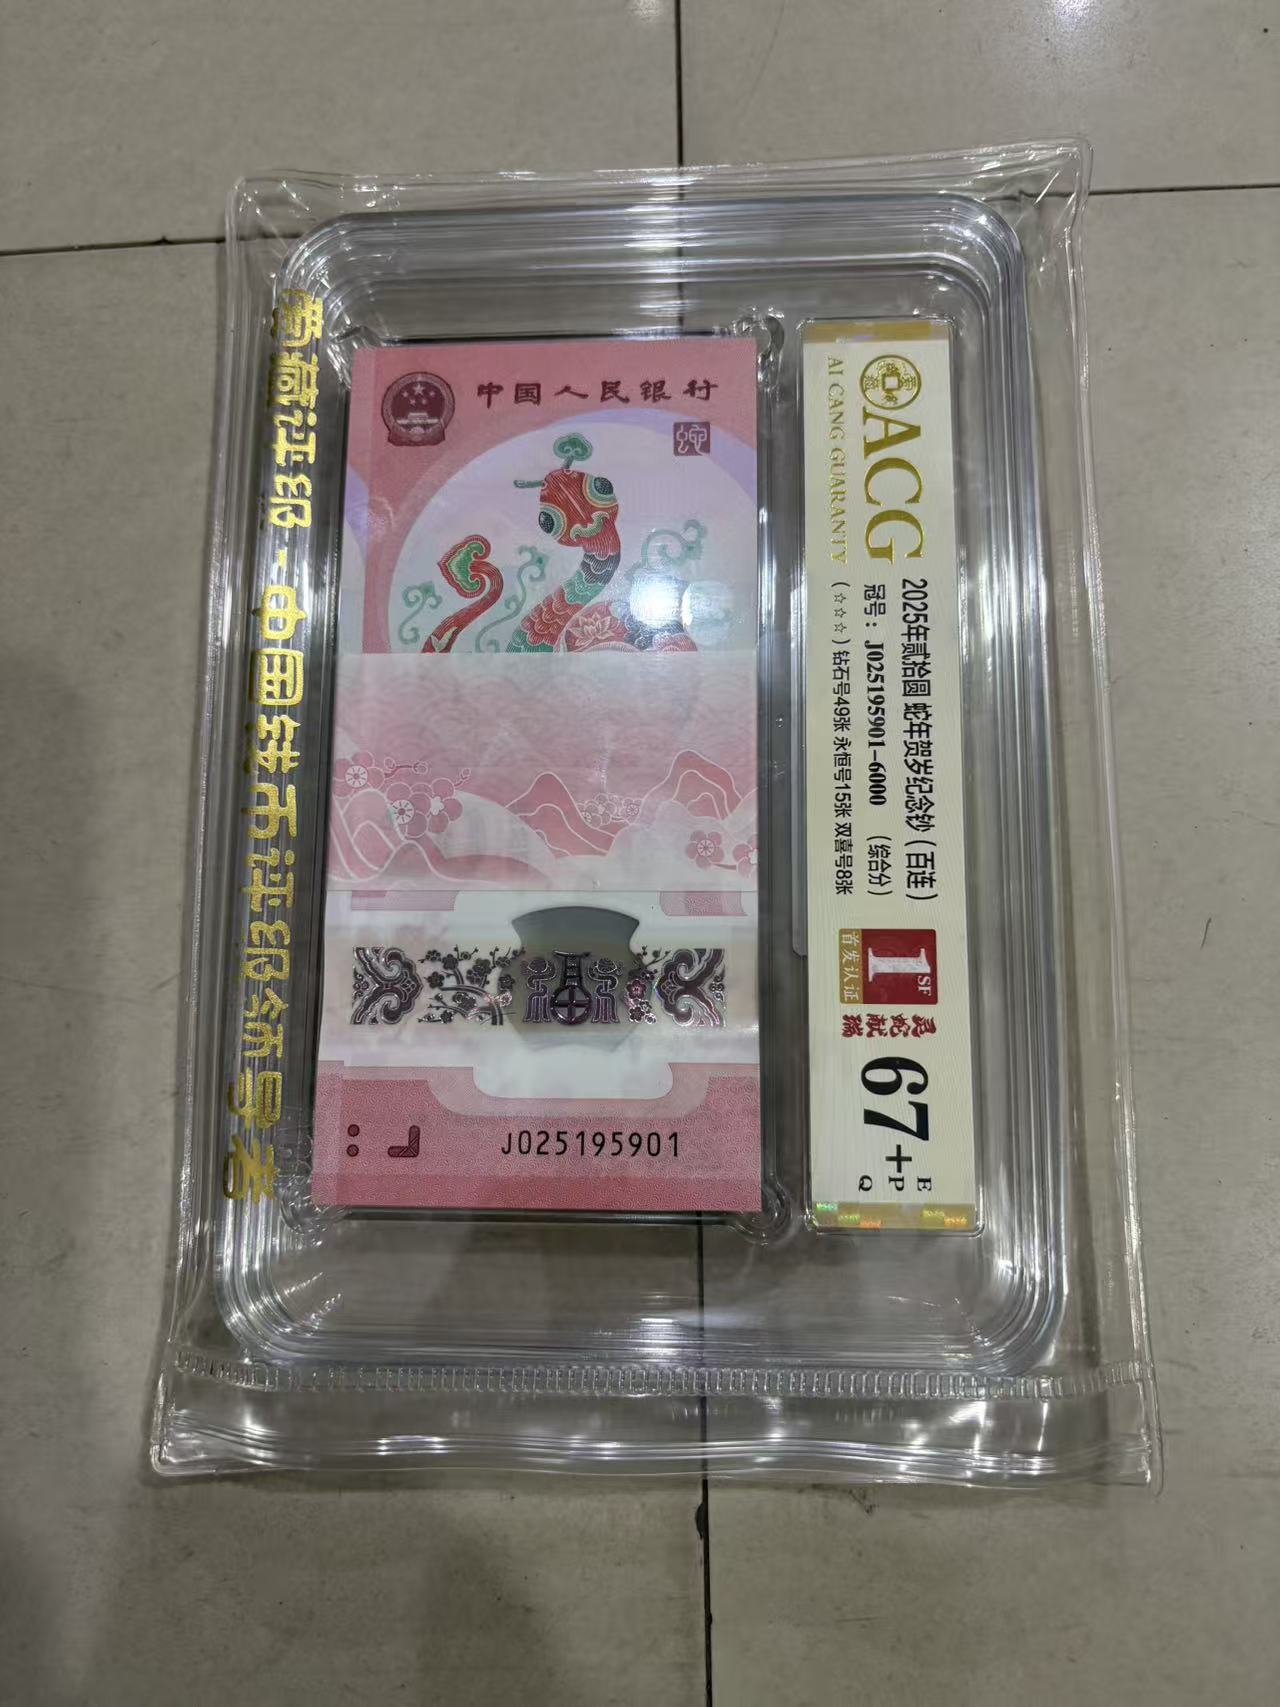 爱藏评级-中国钱币评级领导者
中国人民银行
蛇
J025195901
ACG
AI CANG GUARANTY
2025年贰拾圆 蛇年贺岁纪念钞（百连）
冠号：J025195901-6000 （综合分）
（☆☆☆）钻石号49张 永恒号15张 双喜号8张
1SF
首发认证
灵蛇献瑞
67+
E
P
Q